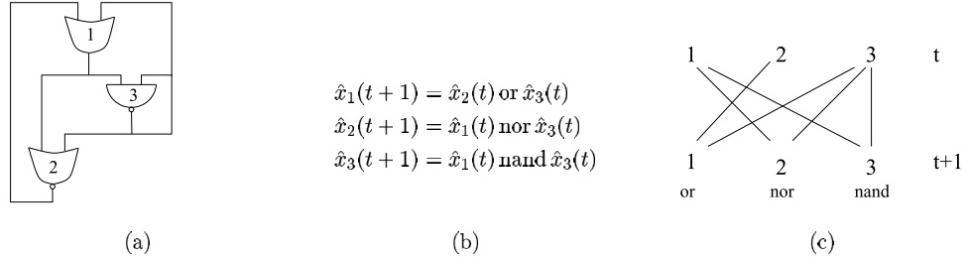 1
3
2
(a)
x̂₁(t + 1) = x̂₂(t) or x̂₃(t)
x̂₂(t + 1) = x̂₁(t) nor x̂₃(t)
x̂₃(t + 1) = x̂₁(t) nand x̂₃(t)
(b)
1 2 3 t
1 2 3 t+1
or nor nand
(c)